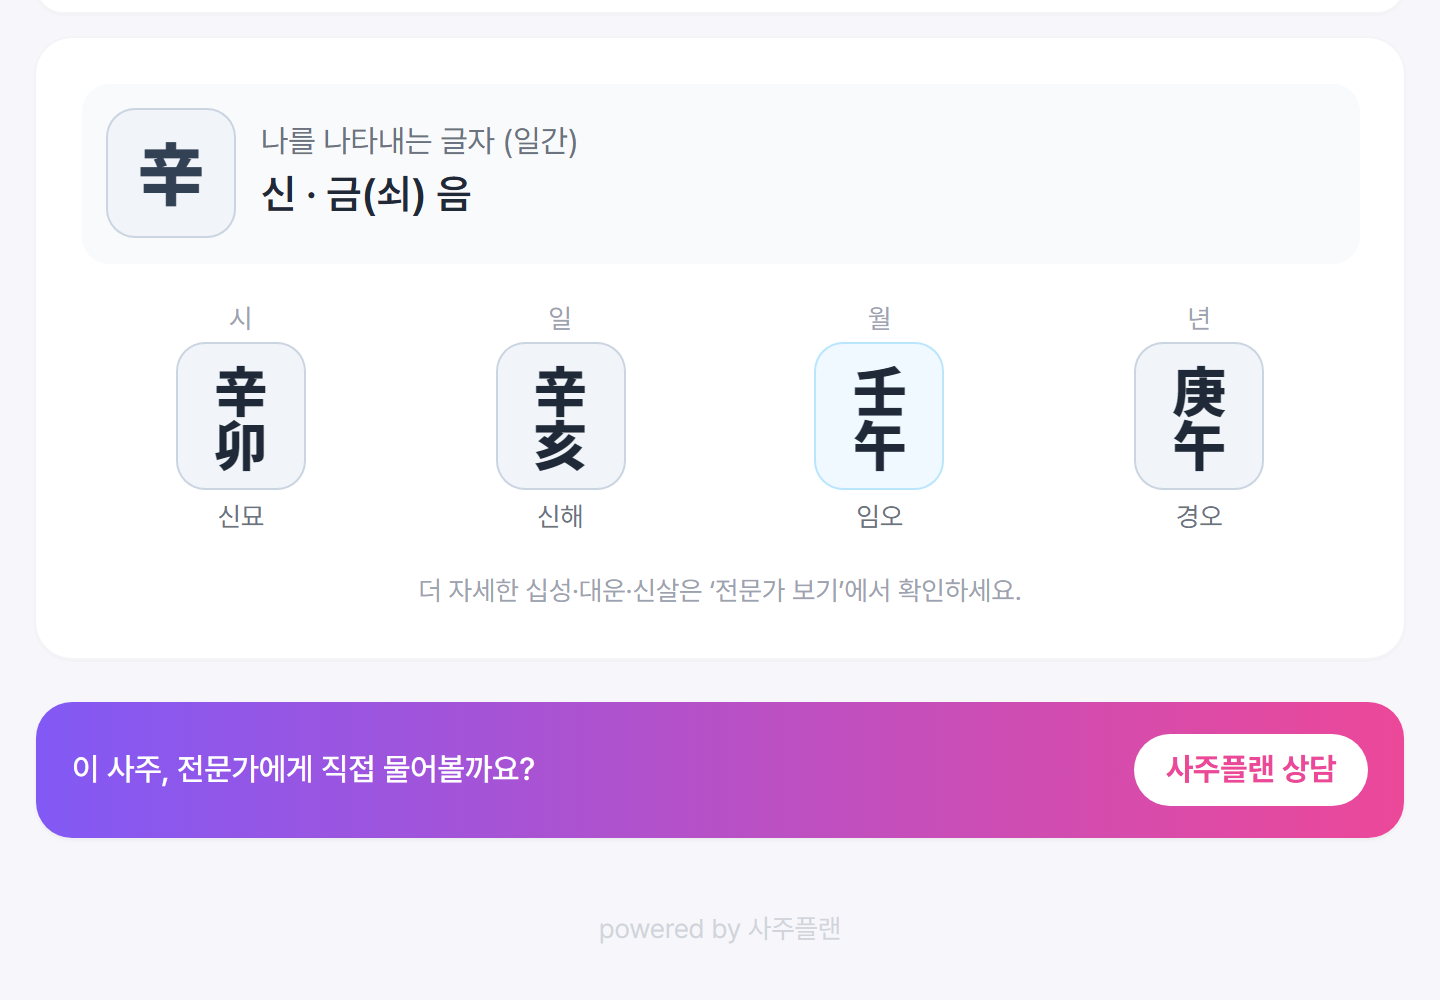 辛
나를 나타내는 글자 (일간)
신 · 금(쇠) 음
시 일 월 년
辛 辛 壬 庚
卯 亥 午 午
신묘 신해 임오 경오
더 자세한 십성·대운·신살은 ‘전문가 보기’에서 확인하세요.
이 사주, 전문가에게 직접 물어볼까요?
사주플랜 상담
powered by 사주플랜